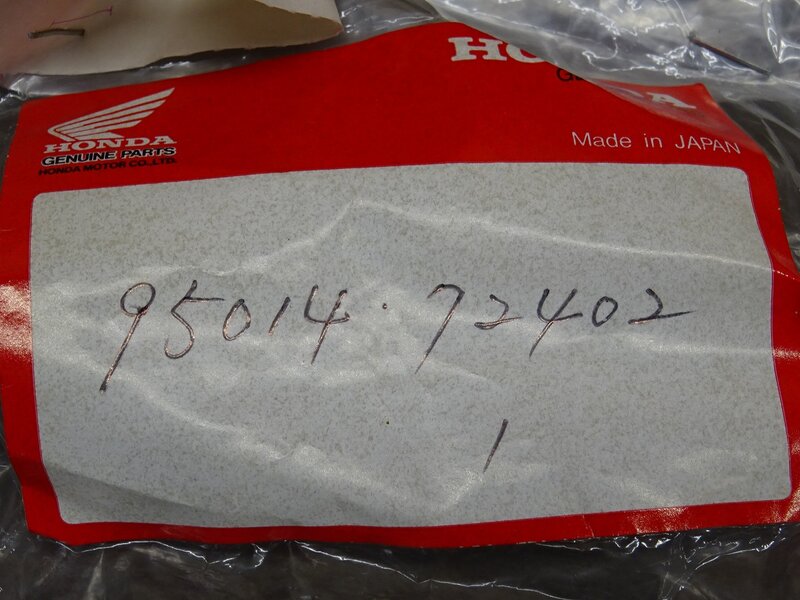 HONDA
GENUINE PARTS
HONDA MOTOR CO.,LTD.
Made in JAPAN
95014・72402
1